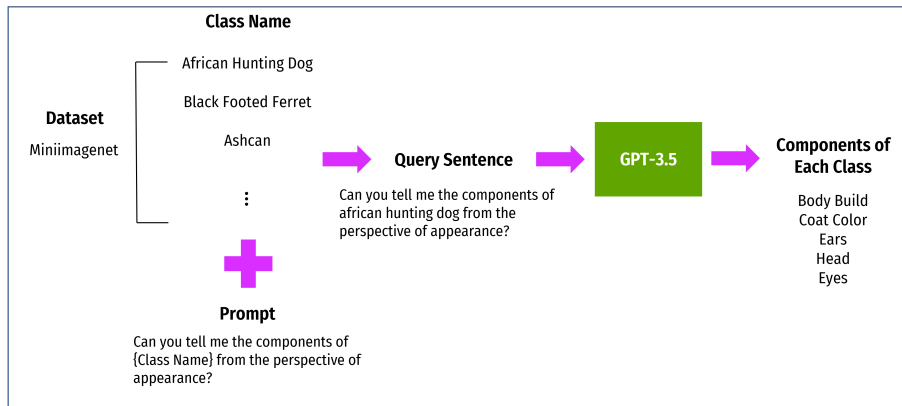 Class Name
African Hunting Dog
Black Footed Ferret
Ashcan
⋮
Dataset
Miniimagenet
Prompt
Can you tell me the components of
{Class Name} from the perspective of
appearance?
Query Sentence
Can you tell me the components of
african hunting dog from the
perspective of appearance?
GPT-3.5
Components of
Each Class
Body Build
Coat Color
Ears
Head
Eyes